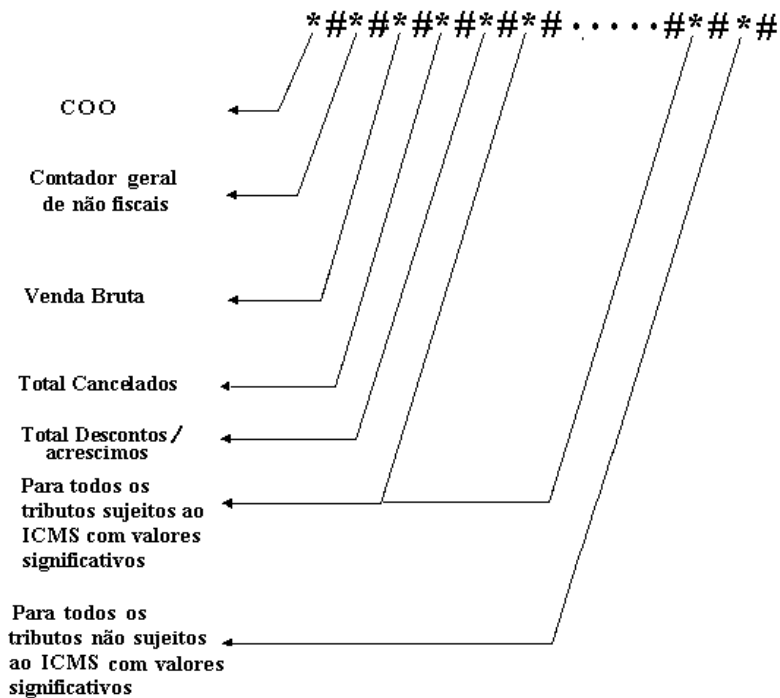 *#*#*#*#*#*#·····#*#*#
COO
Contador geral
de não fiscais
Venda Bruta
Total Cancelados
Total Descontos/
acrescimos
Para todos os
tributos sujeitos ao
ICMS com valores
significativos
Para todos os
tributos não sujeitos
ao ICMS com valores
significativos